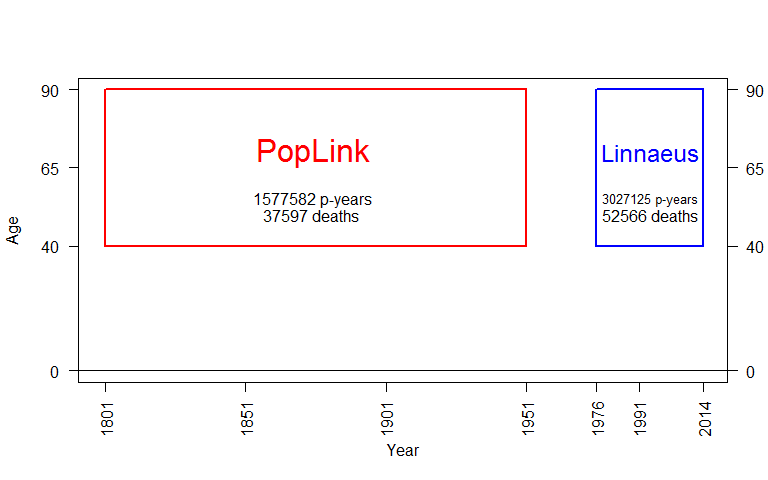 90
90
PopLink
Linnaeus
65
65
1577582 p-years
3027125 p-years
37597 deaths
52566 deaths
Age
40
40
0
0
1801
1851
1901
1951
1976
1991
2014
Year